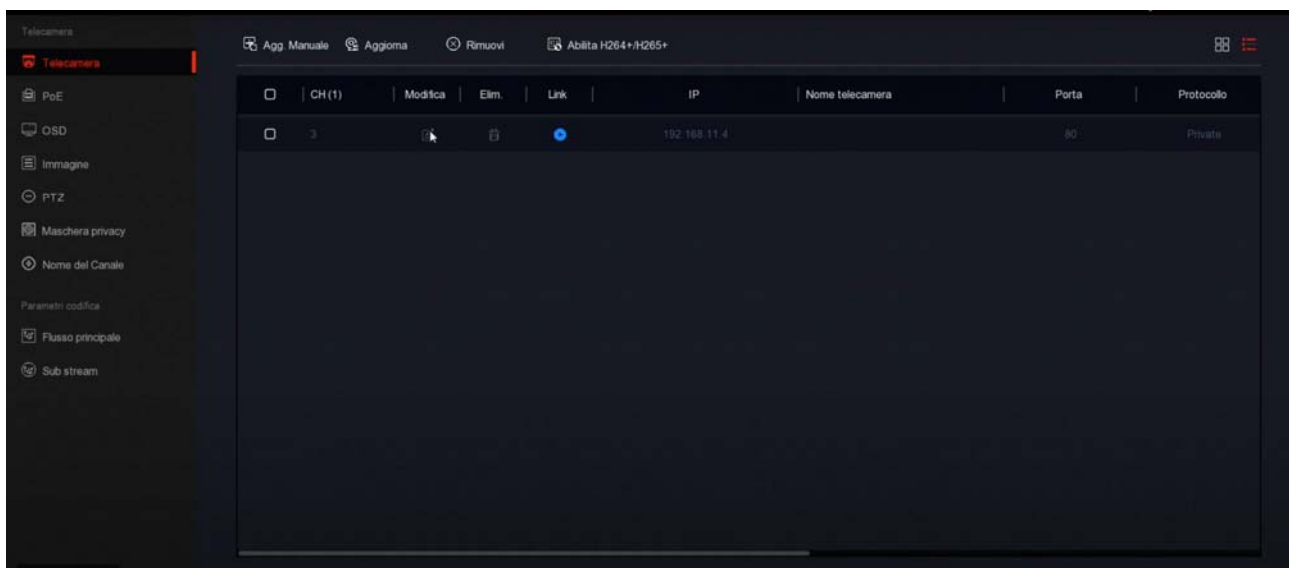 Telecamera
Agg. Manuale Aggiorna Rimuovi Abilita H264+/H265+
Telecamera
PoE
CH (1) Modifica Elim. Link IP Nome telecamera Porta Protocollo
OSD
3 192.168.11.4 80 Private
Immagine
PTZ
Maschera privacy
Nome del Canale
Parametri codifica
Flusso principale
Sub stream